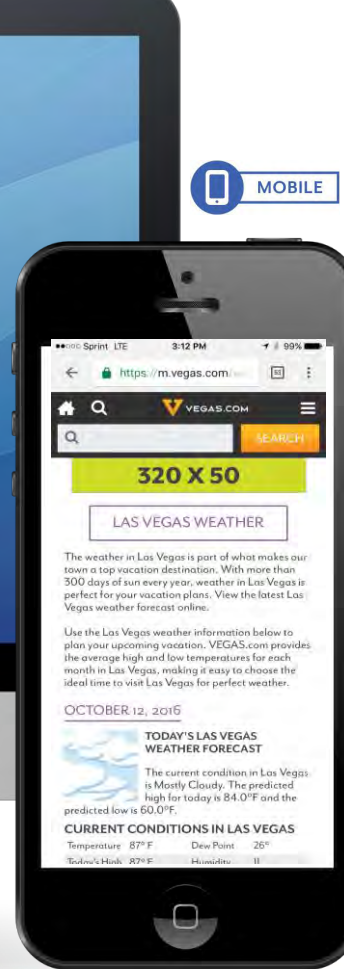 MOBILE
Sprint LTE 3:12 PM 99%
https://m.vegas.com/
VEGAS.COM
SEARCH
320 X 50
LAS VEGAS WEATHER
The weather in Las Vegas is part of what makes our
town a top vacation destination. With more than
300 days of sun every year, weather in Las Vegas is
perfect for your vacation plans. View the latest Las
Vegas weather forecast online.
Use the Las Vegas weather information below to
plan your upcoming vacation. VEGAS.com provides
the average high and low temperatures for each
month in Las Vegas, making it easy to choose the
ideal time to visit Las Vegas for perfect weather.
OCTOBER 12, 2016
TODAY'S LAS VEGAS
WEATHER FORECAST
The current condition in Las Vegas
is Mostly Cloudy. The predicted
high for today is 84.0°F and the
predicted low is 60.0°F.
CURRENT CONDITIONS IN LAS VEGAS
Temperature 87° F Dew Point 26°
Today's High 87° F Humidity 11